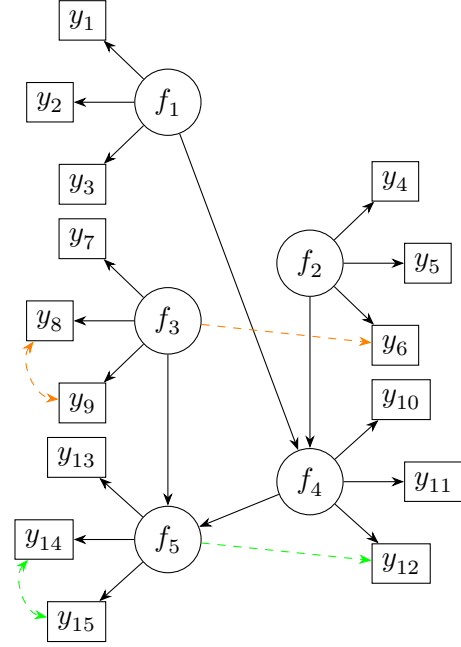 y₁
f₁
y₂
y₃
y₄
y₇
f₂
y₅
y₈
f₃
y₆
y₉
y₁₀
y₁₃
f₄
y₁₁
y₁₄
f₅
y₁₂
y₁₅